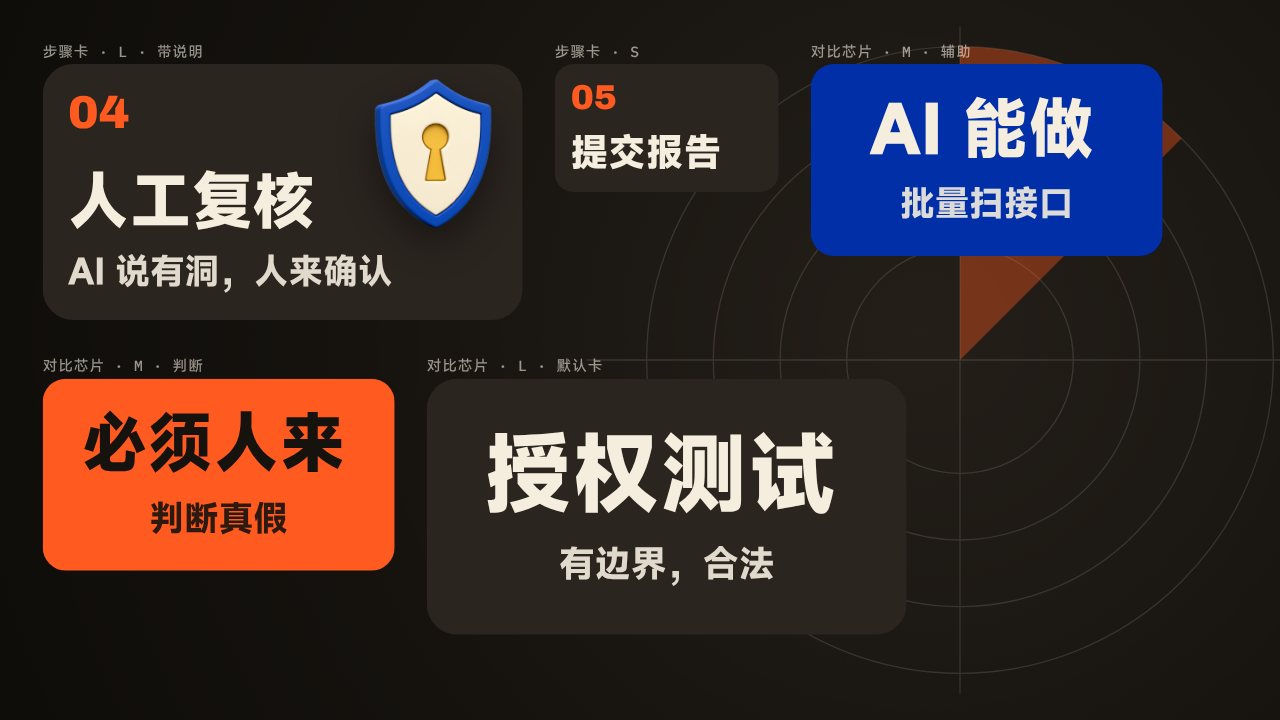 步骤卡 · L · 带说明
04
人工复核
AI 说有洞，人来确认
步骤卡 · S
05
提交报告
对比芯片 · M · 辅助
AI 能做
批量扫接口
对比芯片 · M · 判断
必须人来
判断真假
对比芯片 · L · 默认卡
授权测试
有边界，合法